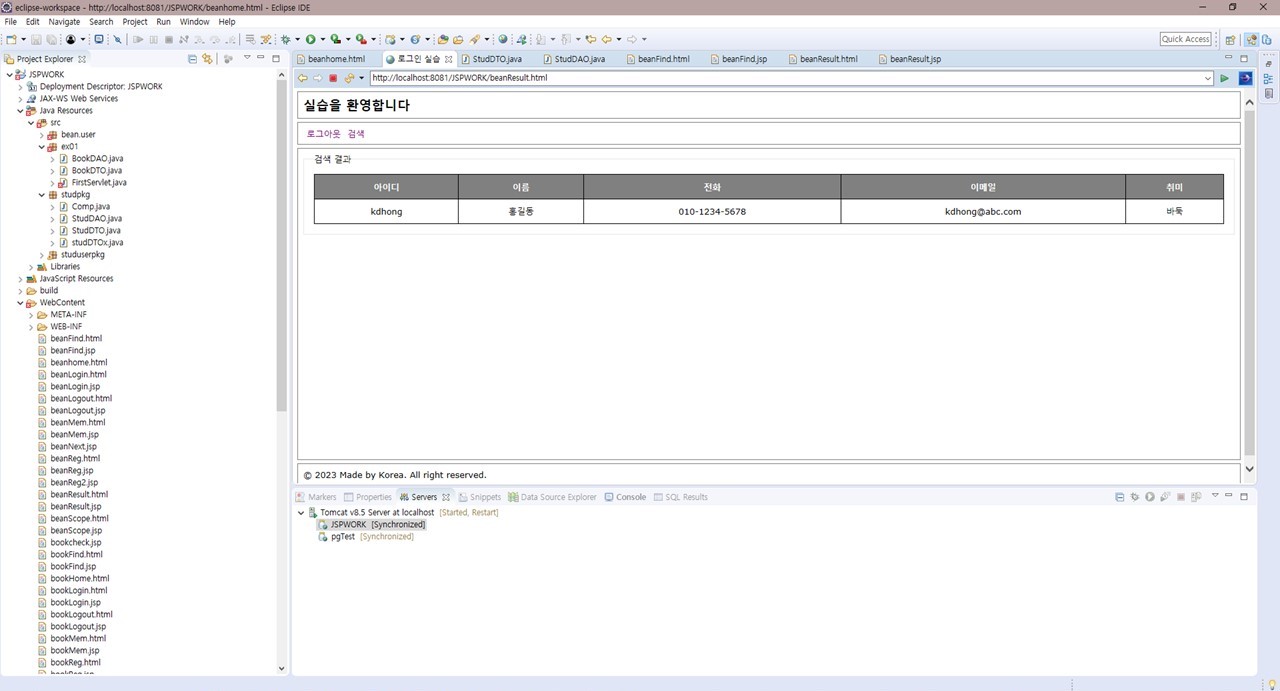 eclipse-workspace - http://localhost:8081/JSPWORK/beanhome.html - Eclipse IDE
File Edit Navigate Search Project Run Window Help
Quick Access
Project Explorer
JSPWORK
Deployment Descriptor: JSPWORK
JAX-WS Web Services
Java Resources
src
bean.user
ex01
BookDAO.java
BookDTO.java
FirstServlet.java
studpkg
Comp.java
StudDAO.java
StudDTO.java
studDTOx.java
studuserpkg
Libraries
JavaScript Resources
build
WebContent
META-INF
WEB-INF
beanFind.html
beanFind.jsp
beanhome.html
beanLogin.html
beanLogin.jsp
beanLogout.html
beanLogout.jsp
beanMem.html
beanMem.jsp
beanNext.jsp
beanReg.html
beanReg.jsp
beanReg2.jsp
beanResult.html
beanResult.jsp
beanScope.html
beanScope.jsp
bookcheck.jsp
bookFind.html
bookFind.jsp
bookHome.html
bookLogin.html
bookLogin.jsp
bookLogout.html
bookLogout.jsp
bookMem.html
bookMem.jsp
bookReg.html
bookReg.jsp
beanhome.html 로그인 실습 StudDTO.java StudDAO.java beanFind.html beanFind.jsp beanResult.html beanResult.jsp
http://localhost:8081/JSPWORK/beanResult.html
실습을 환영합니다
로그아웃 검색
검색 결과
아이디 이름 전화 이메일 취미
kdhong 홍길동 010-1234-5678 kdhong@abc.com 바둑
© 2023 Made by Korea. All right reserved.
Markers Properties Servers Snippets Data Source Explorer Console SQL Results
Tomcat v8.5 Server at localhost [Started, Restart]
JSPWORK [Synchronized]
pgTest [Synchronized]